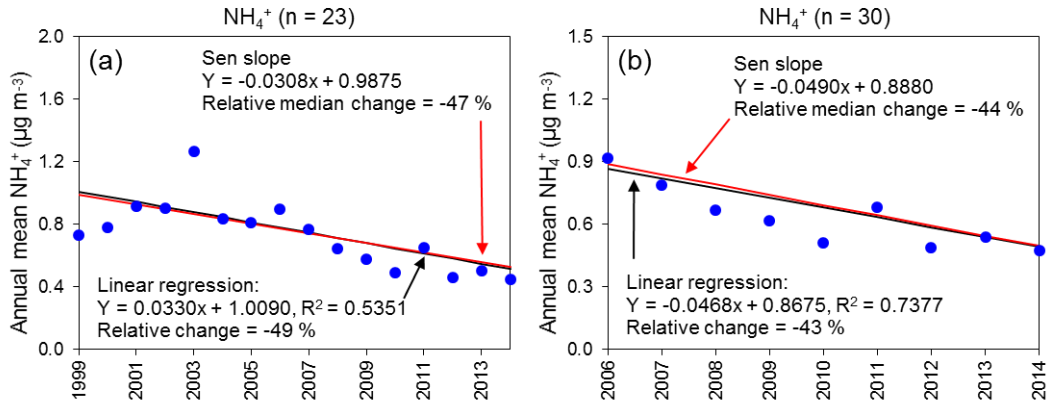 NH₄⁺ (n = 23)
(a)
Sen slope
Y = -0.0308x + 0.9875
Relative median change = -47 %
Linear regression:
Y = 0.0330x + 1.0090, R² = 0.5351
Relative change = -49 %
Annual mean NH₄⁺ (µg m⁻³)
2.0
1.6
1.2
0.8
0.4
0.0
1999
2001
2003
2005
2007
2009
2011
2013
NH₄⁺ (n = 30)
(b)
Sen slope
Y = -0.0490x + 0.8880
Relative median change = -44 %
Linear regression:
Y = -0.0468x + 0.8675, R² = 0.7377
Relative change = -43 %
Annual mean NH₄⁺ (µg m⁻³)
1.5
1.2
0.9
0.6
0.3
0.0
2006
2007
2008
2009
2010
2011
2012
2013
2014